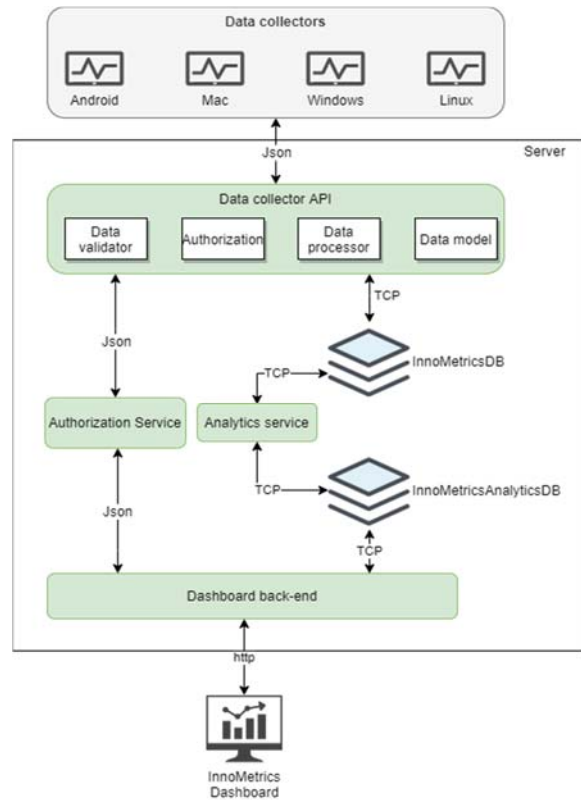 Data collectors
Android
Mac
Windows
Linux
Json
Server
Data collector API
Data
validator
Authorization
Data
processor
Data model
TCP
Json
InnoMetricsDB
TCP
Authorization Service
Analytics service
InnoMetricsAnalyticsDB
TCP
Json
TCP
Dashboard back-end
http
InnoMetrics
Dashboard